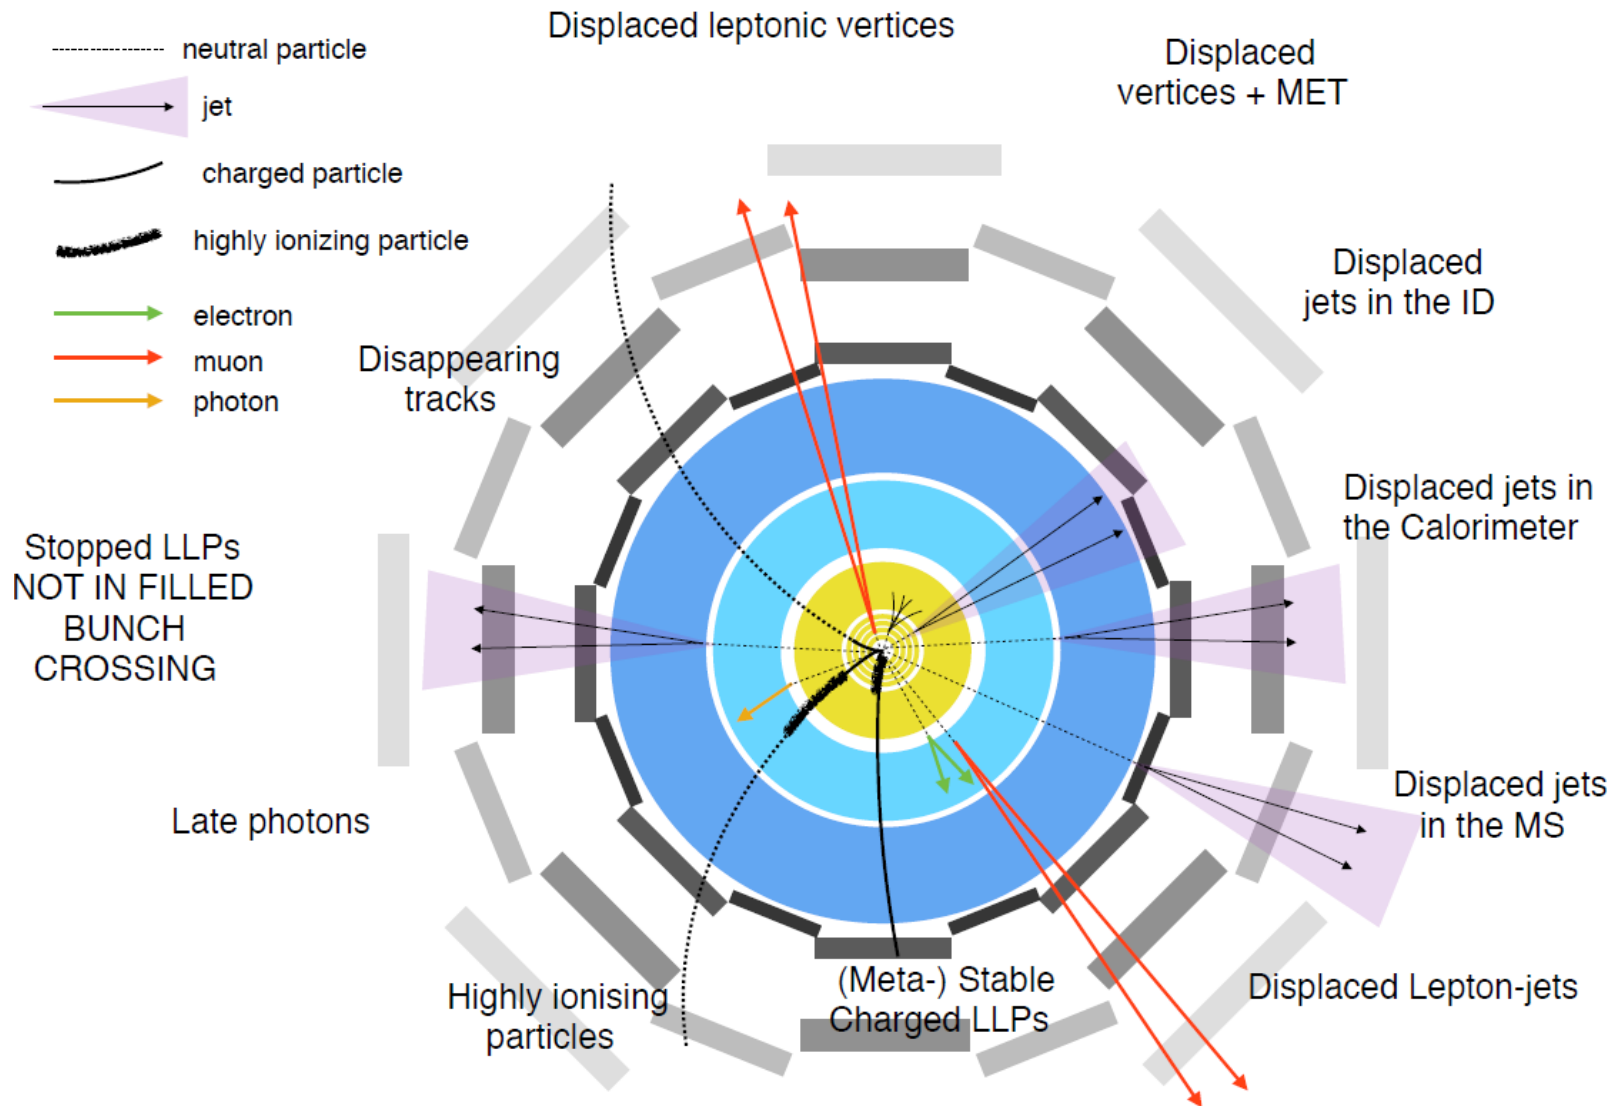 Displaced leptonic vertices
neutral particle
jet
charged particle
highly ionizing particle
electron
muon
photon
Displaced
vertices + MET
Displaced
jets in the ID
Disappearing
tracks
Displaced jets in
the Calorimeter
Stopped LLPs
NOT IN FILLED
BUNCH
CROSSING
Displaced jets
in the MS
Late photons
Displaced Lepton-jets
(Meta-) Stable
Charged LLPs
Highly ionising
particles